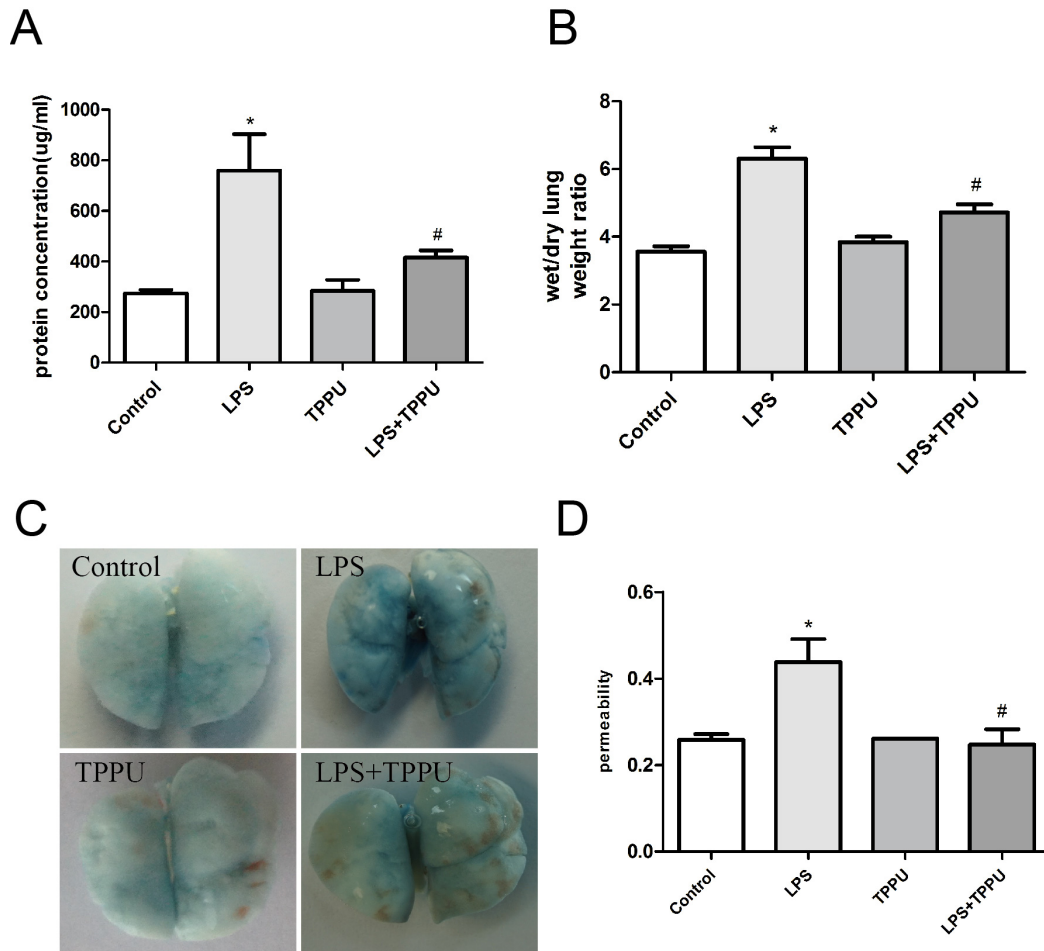 A
protein concentration(ug/ml)
1000
800
600
400
200
0
*
#
Control
LPS
TPPU
LPS+TPPU
B
wet/dry lung
weight ratio
8
6
4
2
0
*
#
Control
LPS
TPPU
LPS+TPPU
C
Control
LPS
TPPU
LPS+TPPU
D
permeability
0.6
0.4
0.2
0.0
*
#
Control
LPS
TPPU
LPS+TPPU